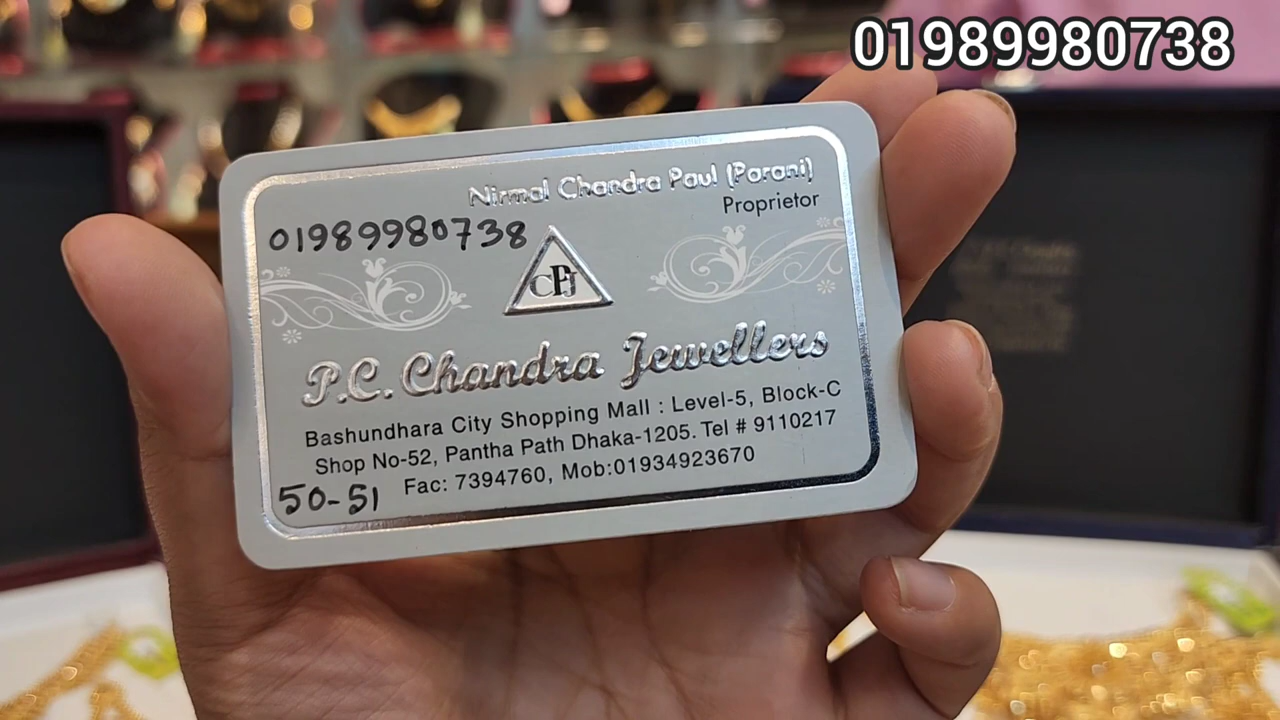 01989980738
Nirmal Chandra Paul (Parani)
Proprietor
01989980738
CPJ
P.C. Chandra Jewellers
Bashundhara City Shopping Mall : Level-5, Block-C
Shop No-52, Pantha Path Dhaka-1205. Tel # 9110217
Fac: 7394760, Mob:01934923670
50-51